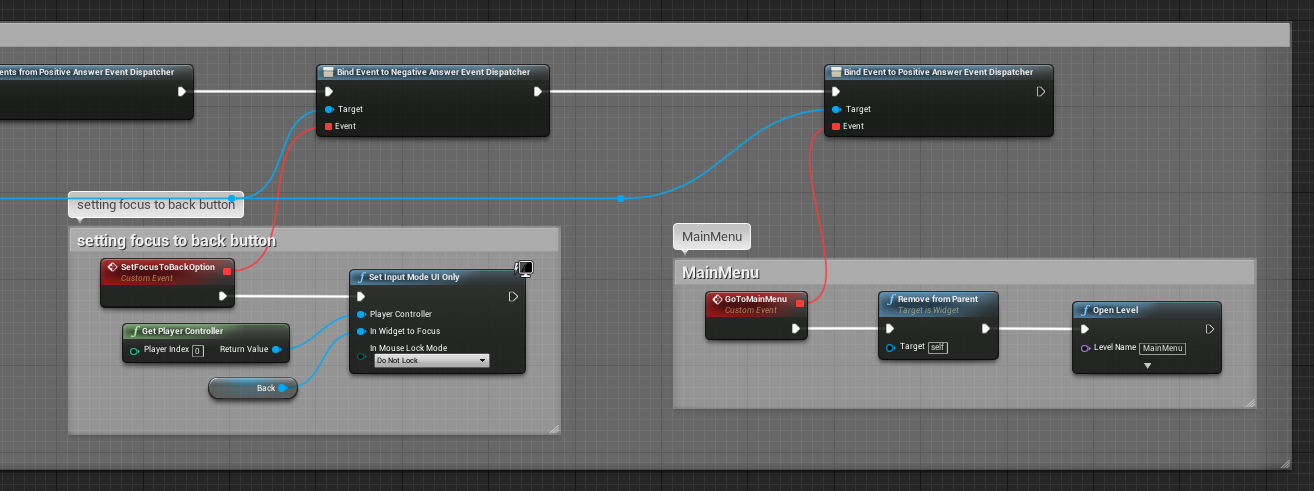 ents from Positive Answer Event Dispatcher
Bind Event to Negative Answer Event Dispatcher
Target
Event
Bind Event to Positive Answer Event Dispatcher
Target
Event
setting focus to back button
setting focus to back button
SetFocusToBackOption
Custom Event
Set Input Mode UI Only
Player Controller
In Widget to Focus
In Mouse Lock Mode
Do Not Lock
Get Player Controller
Player Index 0 Return Value
Back
MainMenu
MainMenu
GoToMainMenu
Custom Event
Remove from Parent
Target is Widget
Target self
Open Level
Level Name MainMenu